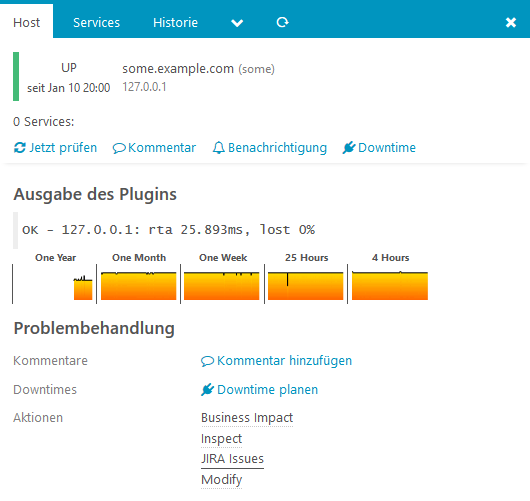 Host Services Historie
UP some.example.com (some)
seit Jan 10 20:00 127.0.0.1
0 Services:
Jetzt prüfen Kommentar Benachrichtigung Downtime
Ausgabe des Plugins
OK - 127.0.0.1: rta 25.893ms, lost 0%
One Year One Month One Week 25 Hours 4 Hours
Problembehandlung
Kommentare Kommentar hinzufügen
Downtimes Downtime planen
Aktionen Business Impact
Inspect
JIRA Issues
Modify